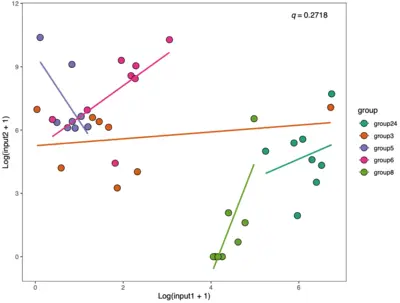 q = 0.2718
12
9
6
3
0
Log(input2 + 1)
0
2
4
6
Log(input1 + 1)
group
group24
group3
group5
group6
group8